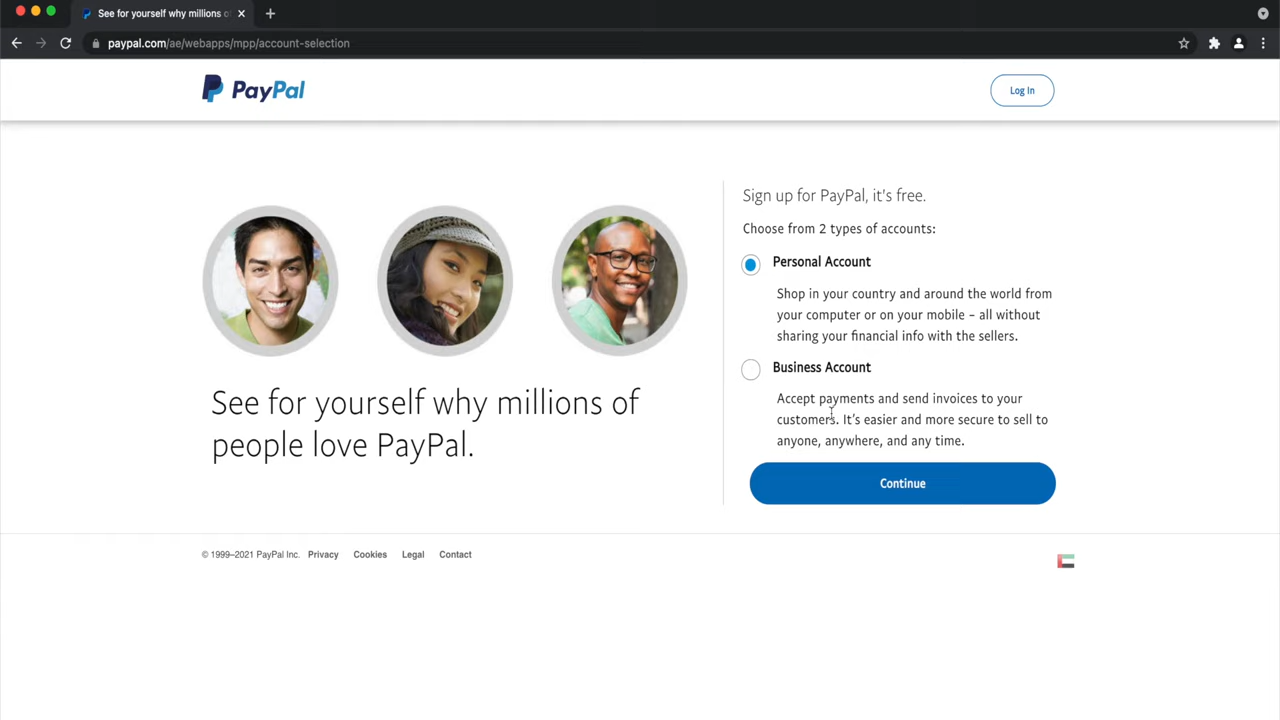 See for yourself why millions o
paypal.com/ae/webapps/mpp/account-selection
PayPal
Log In
Sign up for PayPal, it's free.
Choose from 2 types of accounts:
Personal Account
Shop in your country and around the world from
your computer or on your mobile – all without
sharing your financial info with the sellers.
Business Account
Accept payments and send invoices to your
customers. It's easier and more secure to sell to
anyone, anywhere, and any time.
Continue
See for yourself why millions of
people love PayPal.
© 1999–2021 PayPal Inc. Privacy Cookies Legal Contact